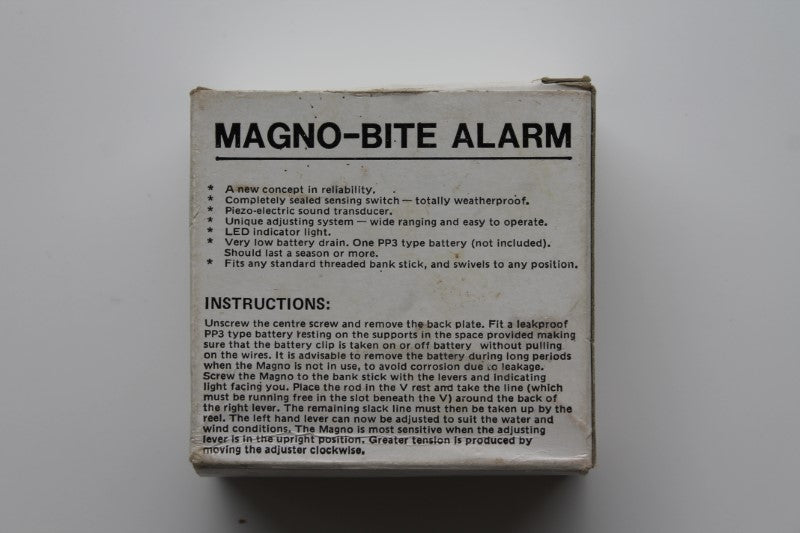 MAGNO-BITE ALARM
* A new concept in reliability.
* Completely sealed sensing switch — totally weatherproof.
* Piezo-electric sound transducer.
* Unique adjusting system — wide ranging and easy to operate.
* LED indicator light.
* Very low battery drain. One PP3 type battery (not included).
Should last a season or more.
* Fits any standard threaded bank stick, and swivels to any position.
INSTRUCTIONS:
Unscrew the centre screw and remove the back plate. Fit a leakproof
PP3 type battery resting on the supports in the space provided making
sure that the battery clip is taken on or off battery without pulling
on the wires. It is advisable to remove the battery during long periods
when the Magno is not in use, to avoid corrosion due to leakage.
Screw the Magno to the bank stick with the levers and indicating
light facing you. Place the rod in the V rest and take the line (which
must be running free in the slot beneath the V) around the back of
the right lever. The remaining slack line must then be taken up by the
reel. The left hand lever can now be adjusted to suit the water and
wind conditions. The Magno is most sensitive when the adjusting
lever is in the upright position. Greater tension is produced by
moving the adjuster clockwise.